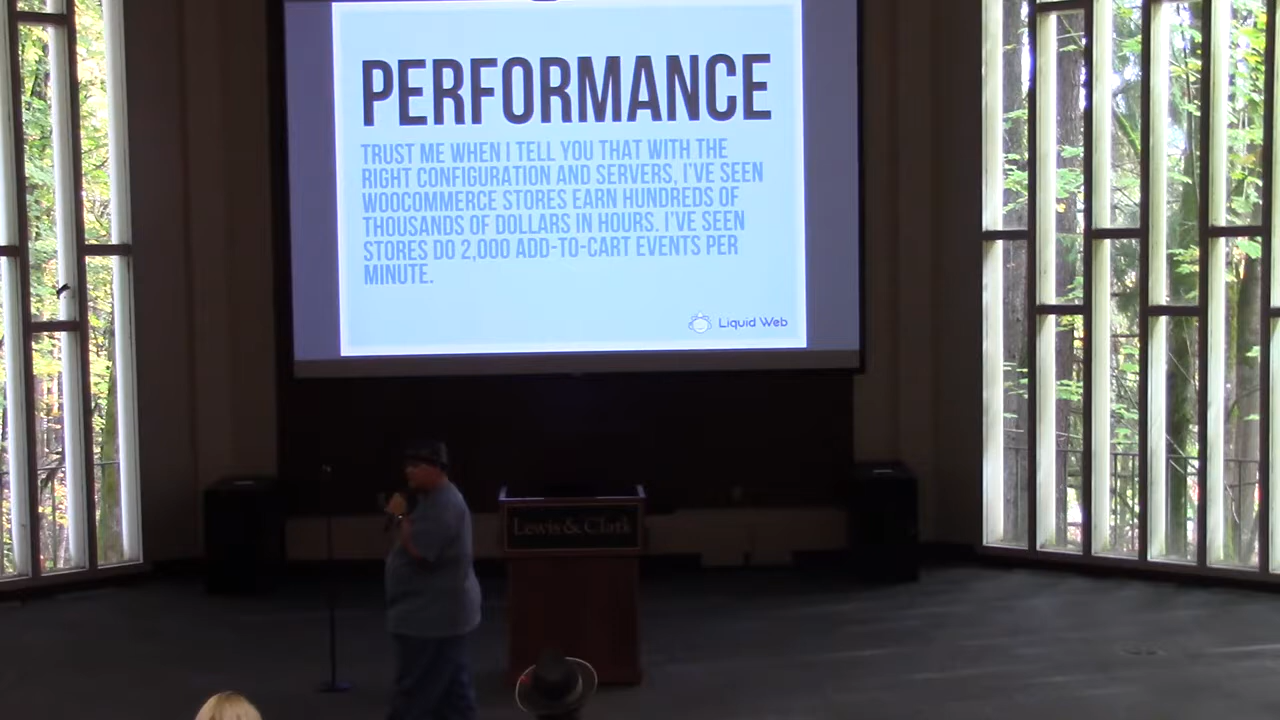 PERFORMANCE
TRUST ME WHEN I TELL YOU THAT WITH THE
RIGHT CONFIGURATION AND SERVERS, I'VE SEEN
WOOCOMMERCE STORES EARN HUNDREDS OF
THOUSANDS OF DOLLARS IN HOURS. I'VE SEEN
STORES DO 2,000 ADD-TO-CART EVENTS PER
MINUTE.
Liquid Web
Lewis & Clark